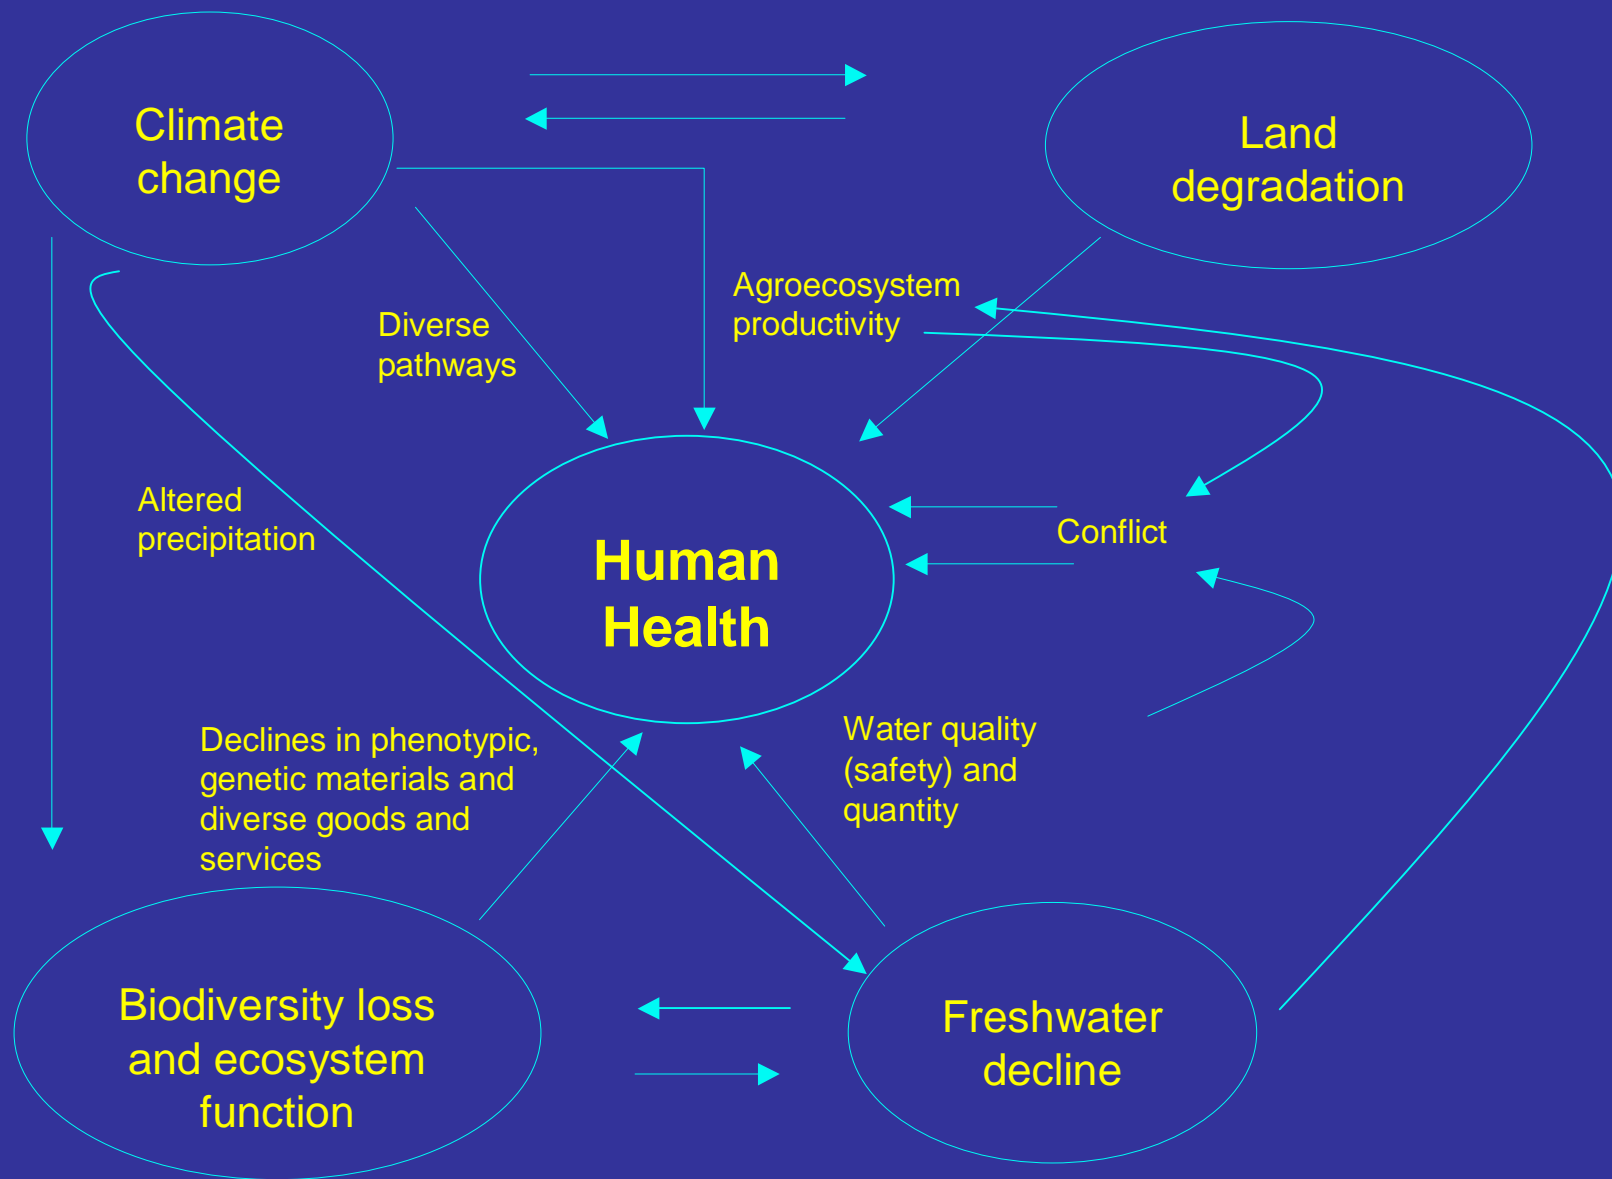 Climate
change
Land
degradation
Agroecosystem
productivity
Diverse
pathways
Altered
precipitation
Conflict
Human
Health
Declines in phenotypic,
genetic materials and
diverse goods and
services
Water quality
(safety) and
quantity
Biodiversity loss
and ecosystem
function
Freshwater
decline